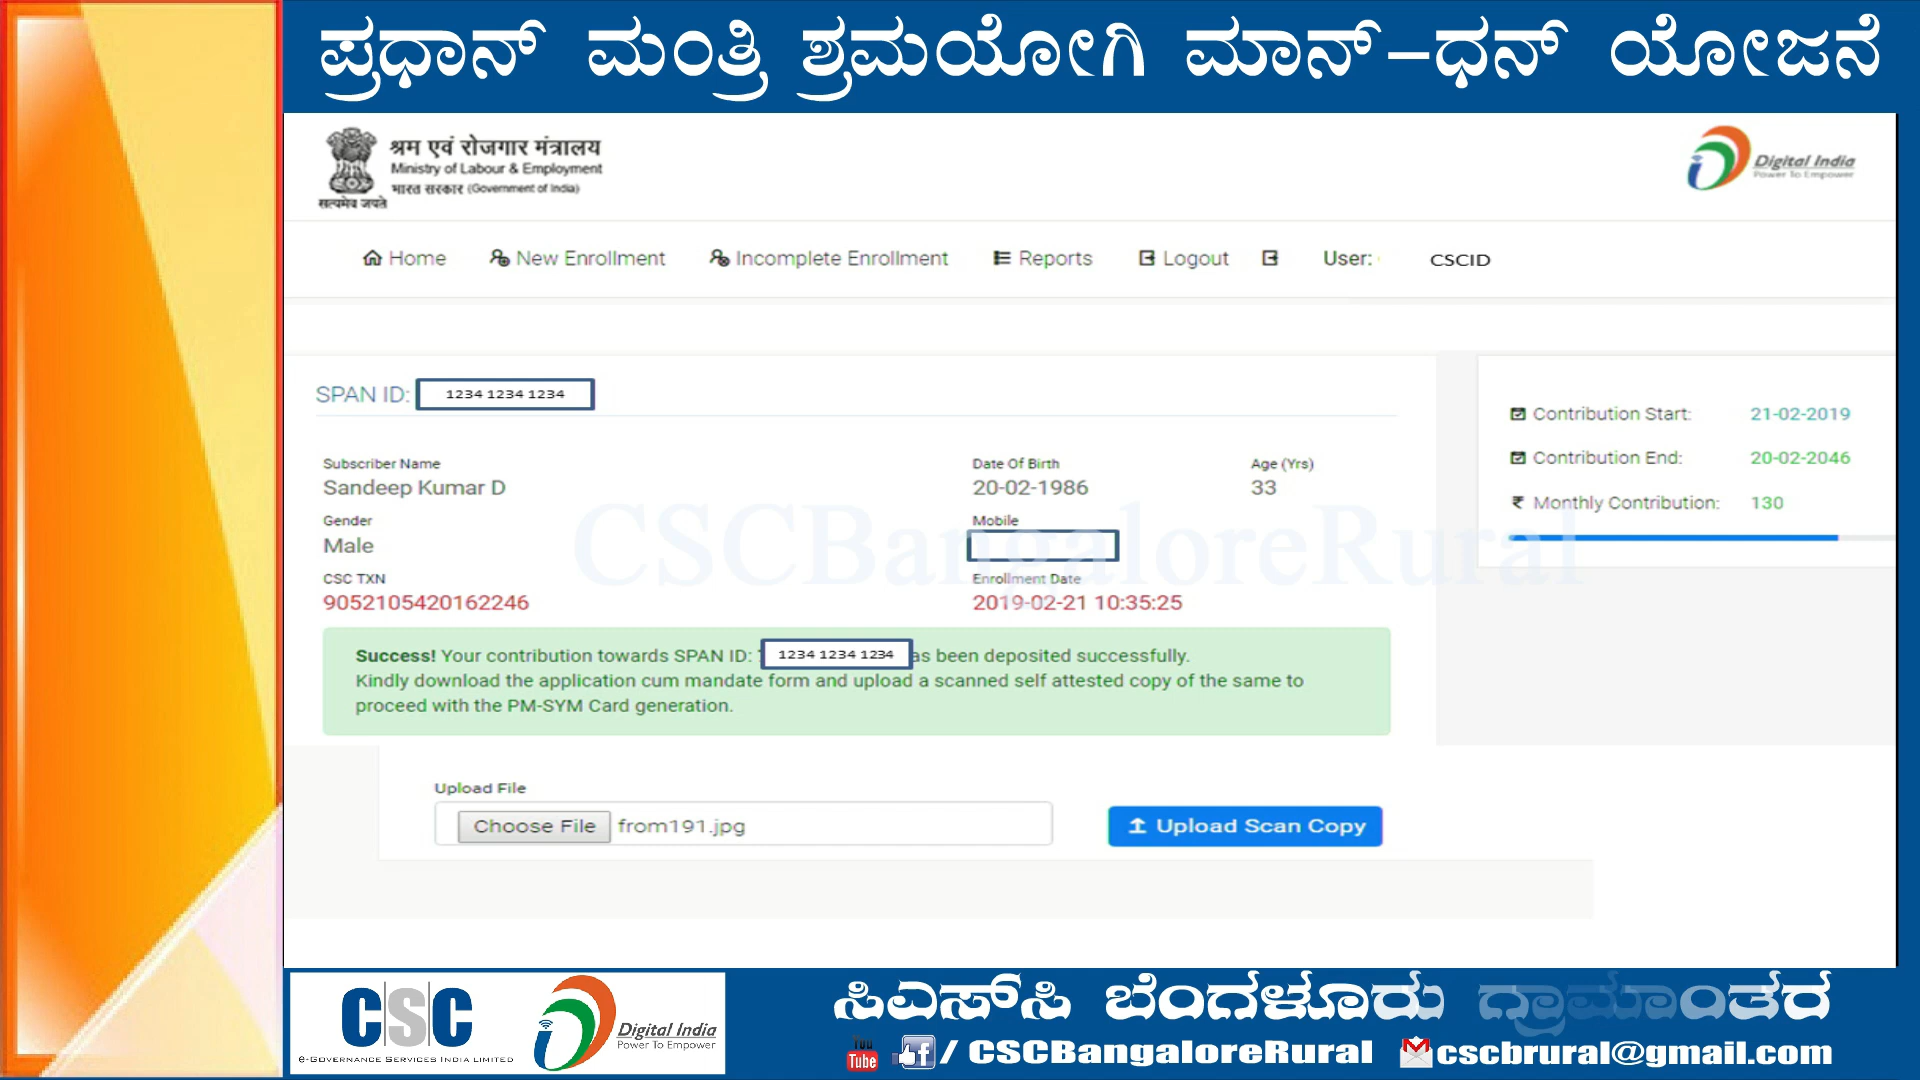 ಪ್ರಧಾನ್ ಮಂತ್ರಿ ಶ್ರಮಯೋಗಿ ಮಾನ್-ಧನ್ ಯೋಜನೆ
श्रम एवं रोजगार मंत्रालय
Ministry of Labour & Employment
भारत सरकार (Government of India)
सत्यमेव जयते
Digital India
Power To Empower
Home New Enrollment Incomplete Enrollment Reports Logout User: CSCID
SPAN ID: 1234 1234 1234
Contribution Start: 21-02-2019
Contribution End: 20-02-2046
₹ Monthly Contribution: 130
Subscriber Name Date Of Birth Age (Yrs)
Sandeep Kumar D 20-02-1986 33
Gender Mobile
Male
CSCBangaloreRural
CSC TXN Enrollment Date
9052105420162246 2019-02-21 10:35:25
Success! Your contribution towards SPAN ID: 1234 1234 1234 as been deposited successfully.
Kindly download the application cum mandate form and upload a scanned self attested copy of the same to
proceed with the PM-SYM Card generation.
Upload File
Choose File from191.jpg Upload Scan Copy
CSC
e-Governance Services India Limited
Digital India
Power To Empower
ಸಿಎಸ್‌ಸಿ ಬೆಂಗಳೂರು ಗ್ರಾಮಾಂತರ
You Tube f / CSCBangaloreRural cscbrural@gmail.com